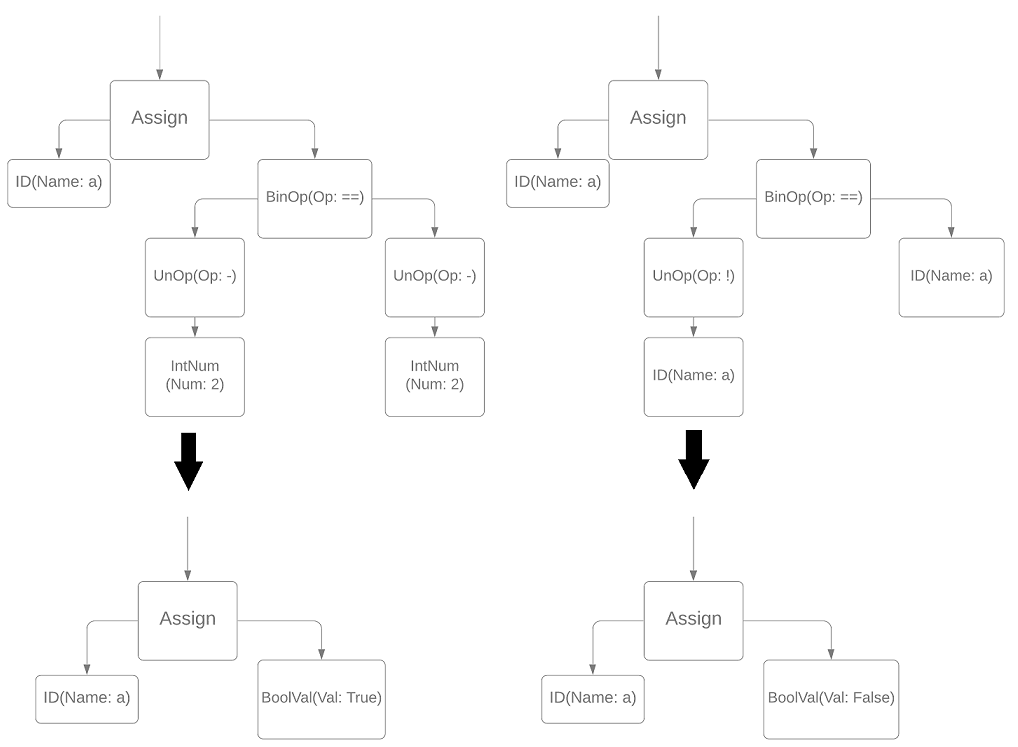 Assign
ID(Name: a)
BinOp(Op: ==)
UnOp(Op: -)
UnOp(Op: -)
IntNum
(Num: 2)
IntNum
(Num: 2)
Assign
ID(Name: a)
BoolVal(Val: True)
Assign
ID(Name: a)
BinOp(Op: ==)
UnOp(Op: !)
ID(Name: a)
ID(Name: a)
Assign
ID(Name: a)
BoolVal(Val: False)